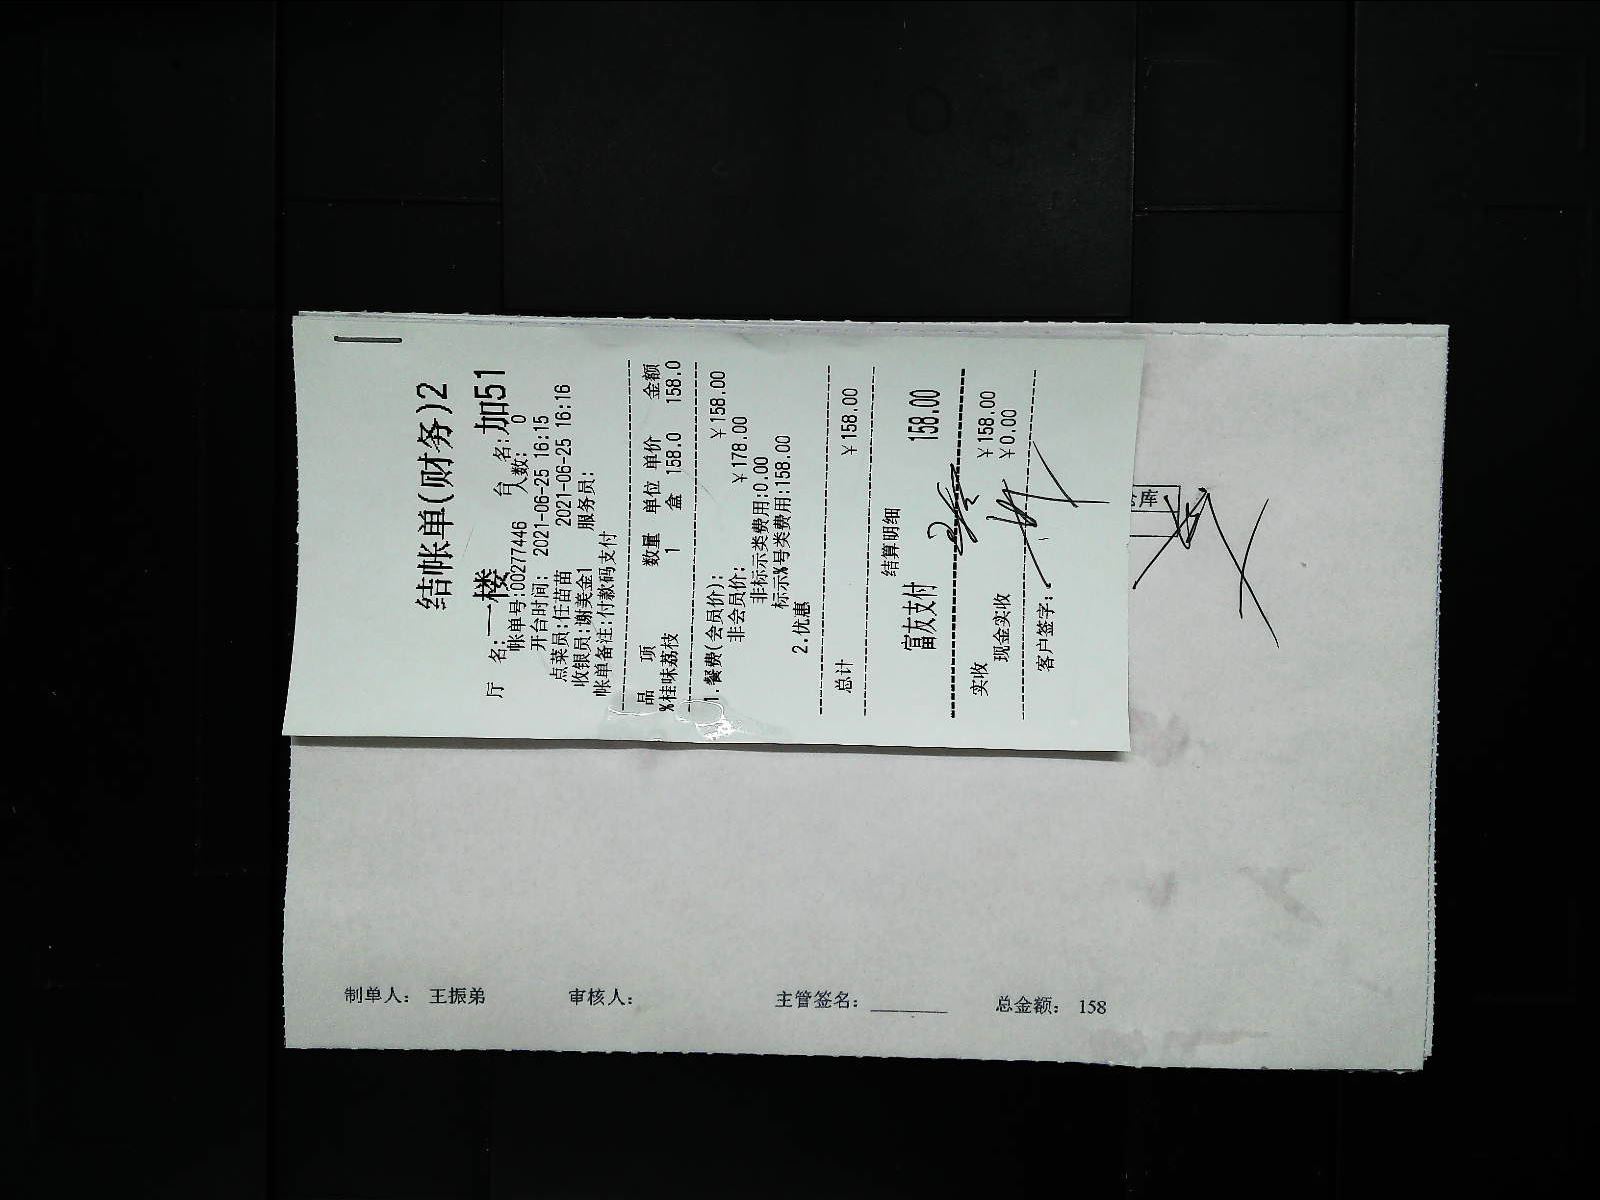 结帐单(财务)2
厅 名:一楼 台 名:加51
帐单号:00277446 人数: 0
开台时间: 2021-06-25 16:15
点菜员:任苗苗 2021-06-25 16:16
收银员:谢美金1 服务员:
帐单备注:付款码支付
品 项 数量 单位 单价 金额
%桂味荔枝 1 盒 158.0 158.0
1.餐费(会员价): ¥158.00
非会员价: ¥178.00
非标示类费用:0.00
标示%号类费用:158.00
2.优惠
总计 ¥158.00
结算明细
富友支付 158.00
实收 ¥158.00
现金实收 ¥0.00
客户签字:
库
制单人: 王振弟 审核人: 主管签名: ________ 总金额: 158